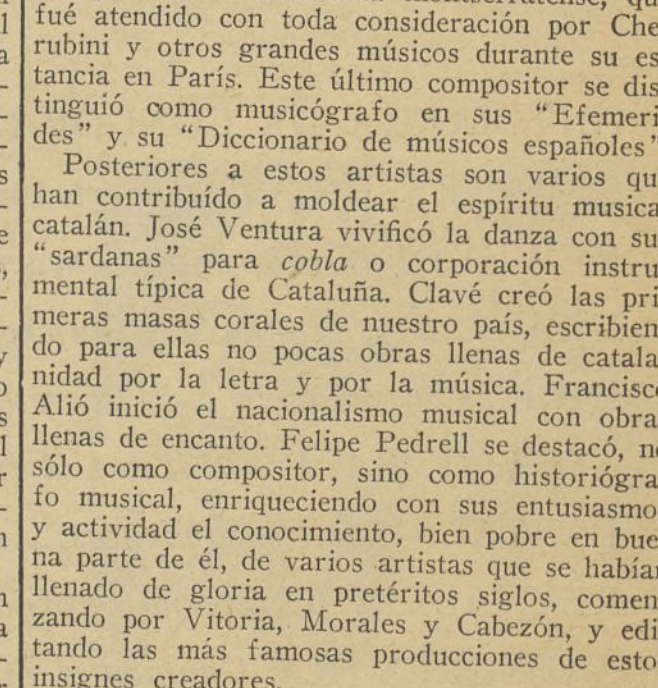 fué atendido con toda consideración por Che
rubini y otros grandes músicos durante su es
tancia en París. Este último compositor se dis
tinguió como musicógrafo en sus “Efemeri
des” y su “Diccionario de músicos españoles”
Posteriores a estos artistas son varios qu
han contribuído a moldear el espíritu musica
catalán. José Ventura vivificó la danza con su
“sardanas” para cobla o corporación instru
mental típica de Cataluña. Clavé creó las pri
meras masas corales de nuestro país, escribien
do para ellas no pocas obras llenas de catala
nidad por la letra y por la música. Francisco
Alió inició el nacionalismo musical con obra
llenas de encanto. Felipe Pedrell se destacó, no
sólo como compositor, sino como historiógra
fo musical, enriqueciendo con sus entusiasmo
y actividad el conocimiento, bien pobre en bue
na parte de él, de varios artistas que se habían
llenado de gloria en pretéritos siglos, comen
zando por Vitoria, Morales y Cabezón, y edi
tando las más famosas producciones de esto
insignes creadores.